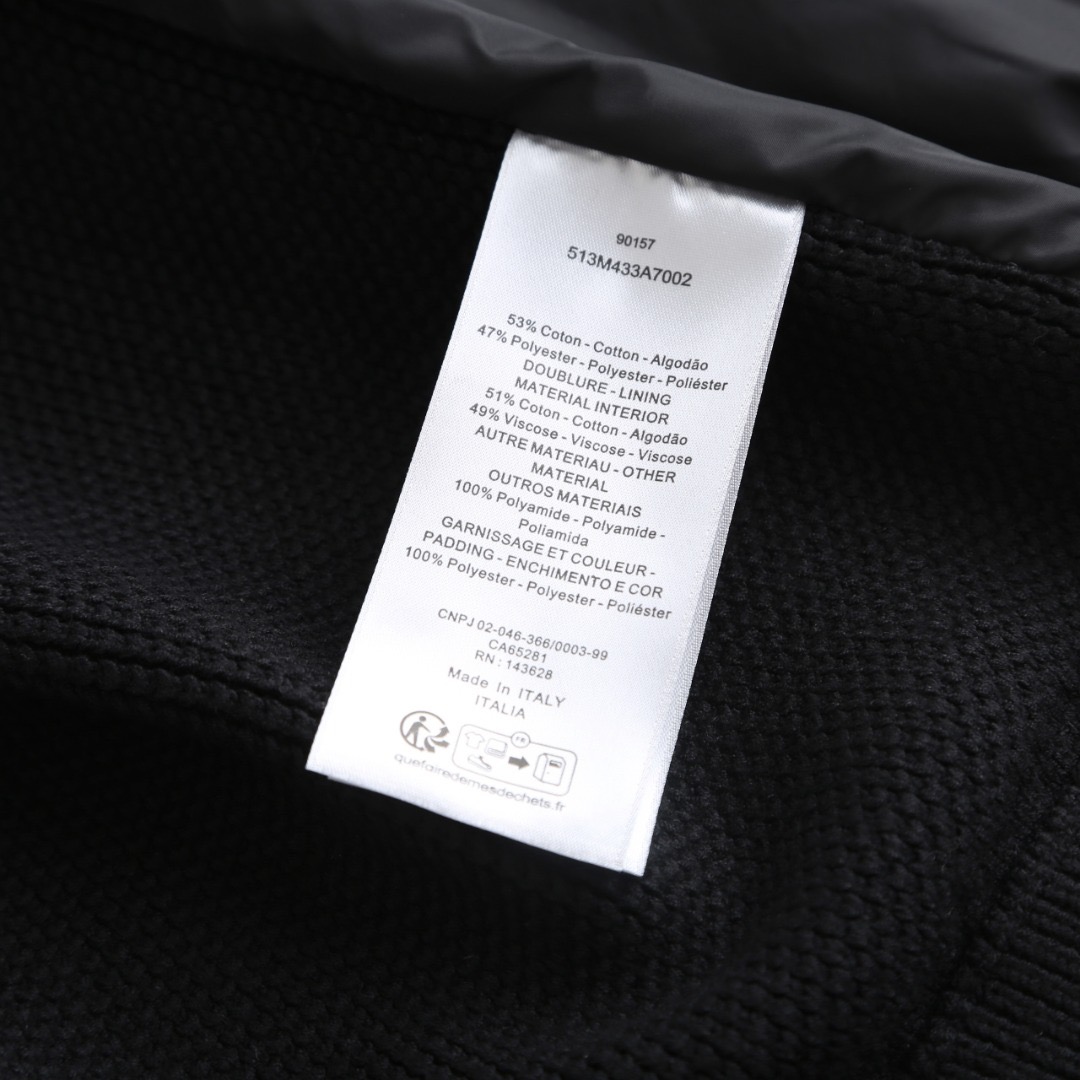 90157
513M433A7002
53% Coton - Cotton - Algodão
47% Polyester - Polyester - Poliéster
DOUBLURE - LINING
MATERIAL INTERIOR
51% Coton - Cotton - Algodão
49% Viscose - Viscose - Viscose
AUTRE MATERIAU - OTHER
MATERIAL
OUTROS MATERIAIS
100% Polyamide - Polyamide -
Poliamida
GARNISSAGE ET COULEUR -
PADDING - ENCHIMENTO E COR
100% Polyester - Polyester - Poliéster
CNPJ 02-046-366/0003-99
CA65281
RN : 143628
Made In ITALY
ITALIA
FR
quefairedemesdechets.fr